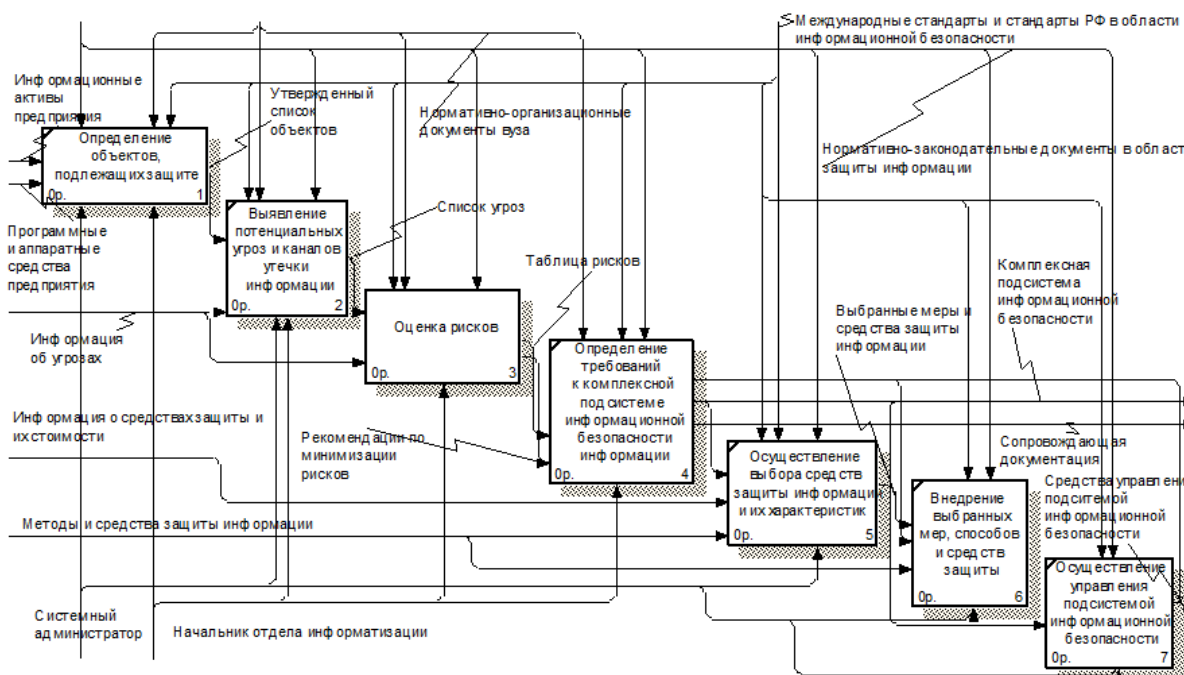 Международные стандарты и стандарты РФ в области
информационной безопасности
Информационные
активы
предприятия
Утвержденный
список
объектов
Нормативно-организационные
документы вуза
Нормативно-законодательные документы в област
защиты информации
Определение
объектов,
подлежащих защите
0р.
1
Выявление
потенциальных
угроз и каналов
утечки
информации
0р.
2
Список угроз
Программные
и аппаратные
средства
предприятия
Таблица рисков
Комплексная
подсистема
информационной
безопасности
Оценка рисков
0р.
3
Выбранные меры и
средства защиты
информации
Информация
об угрозах
Определение
требований
к комплексной
подсистеме
информационной
безопасности
информации
0р.
4
Информация о средствах защиты и
их стоимости
Рекомендации по
минимизации
рисков
Сопровождающая
документация
Осуществление
выбора средств
защиты информации
и их характеристик
0р.
5
Средства управлени
подситемой
информационной
безопасности
Внедрение
выбранных
мер, способов
и средств
защиты
0р.
6
Методы и средства защиты информации
Осуществление
управления
подсистемой
информационной
безопасности
0р.
7
Системный
администратор
Начальник отдела информатизации